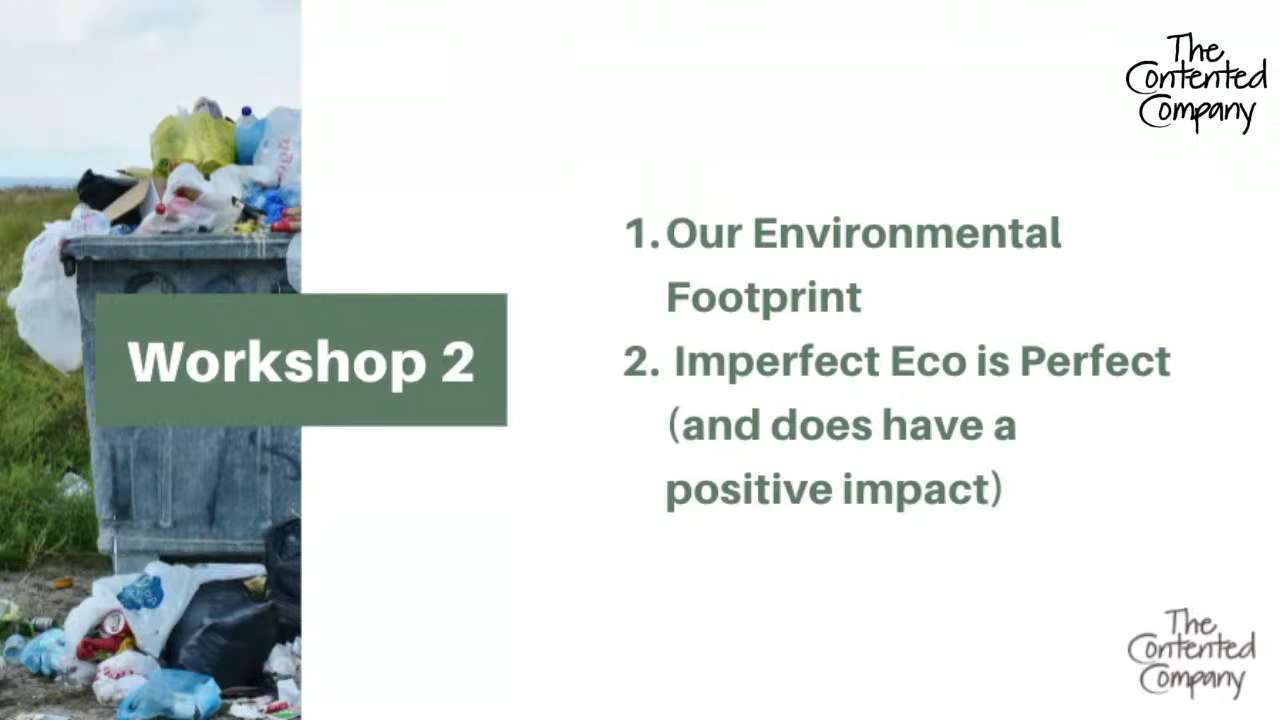 The
Contented
Company
1. Our Environmental
Footprint
2. Imperfect Eco is Perfect
(and does have a
positive impact)
Workshop 2
The
Contented
Company